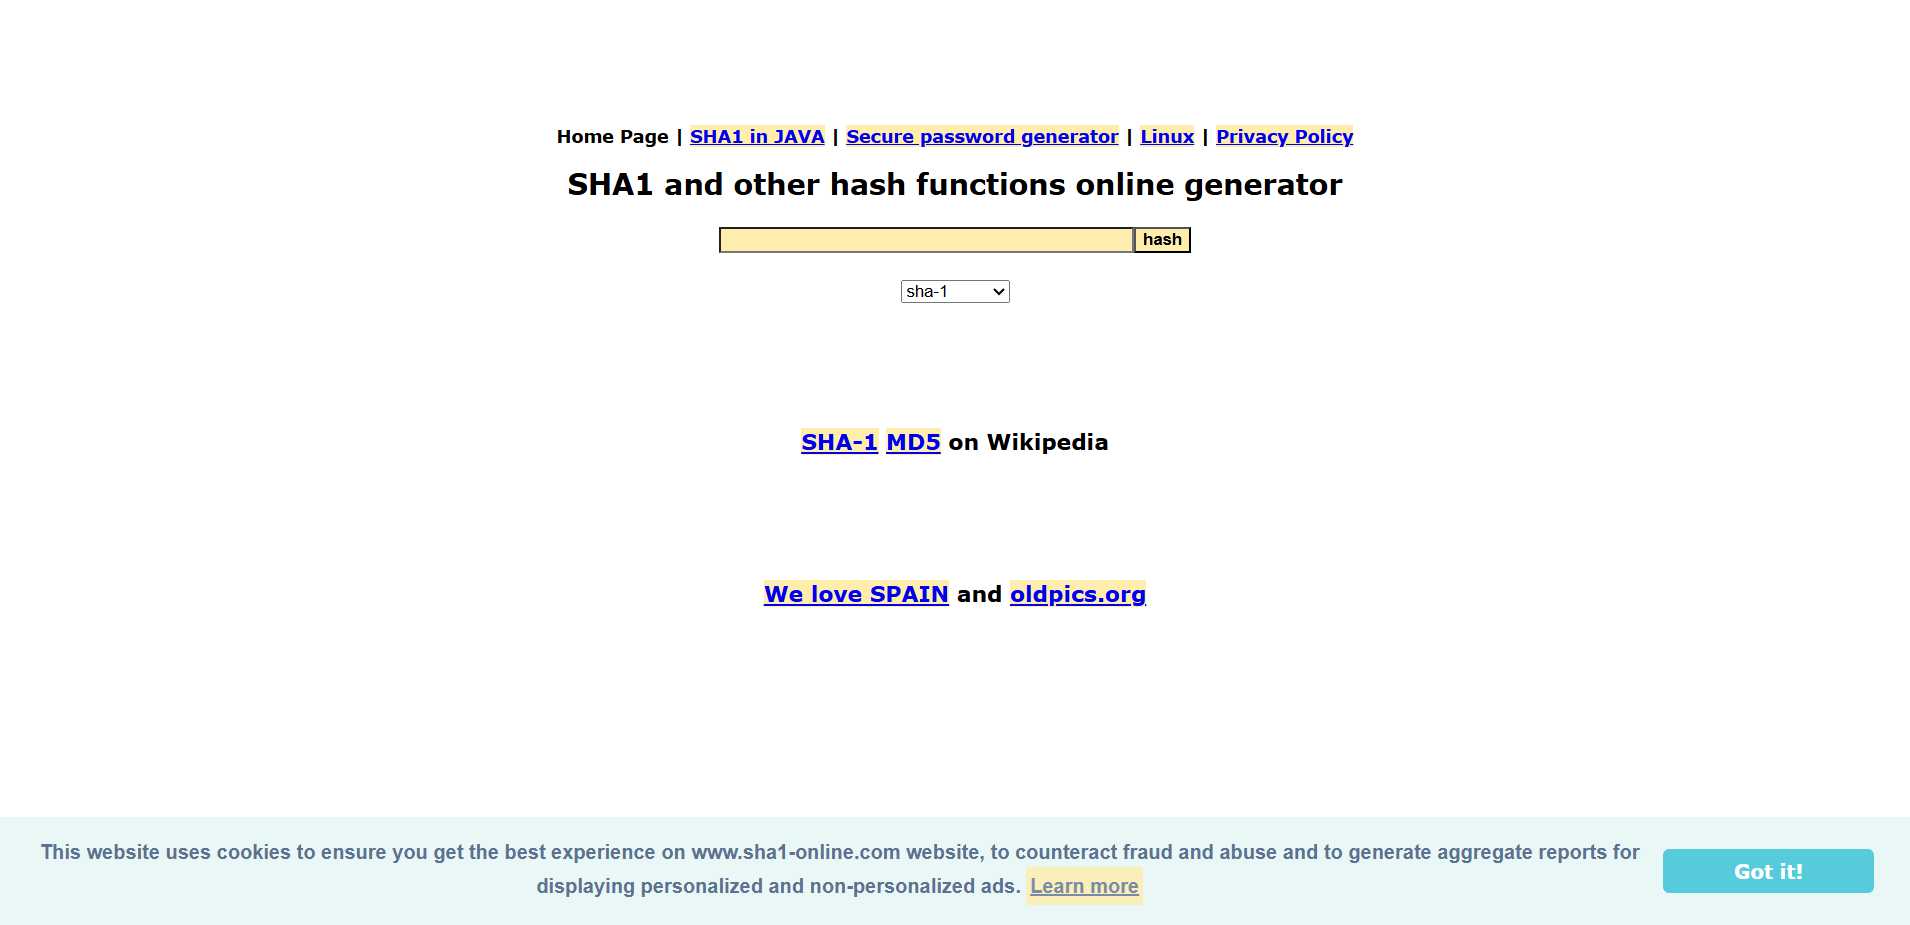 Home Page | SHA1 in JAVA | Secure password generator | Linux | Privacy Policy
SHA1 and other hash functions online generator
hash
sha-1
SHA-1 MD5 on Wikipedia
We love SPAIN and oldpics.org
This website uses cookies to ensure you get the best experience on www.sha1-online.com website, to counteract fraud and abuse and to generate aggregate reports for
displaying personalized and non-personalized ads. Learn more
Got it!